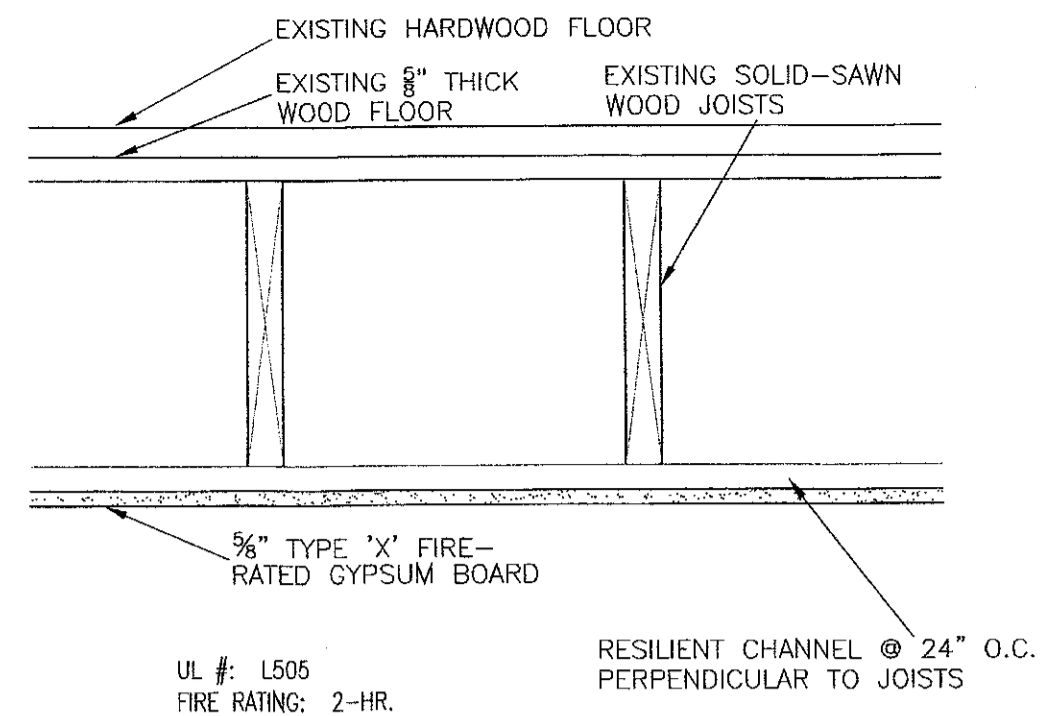 EXISTING HARDWOOD FLOOR
EXISTING 5/8" THICK
WOOD FLOOR
EXISTING SOLID-SAWN
WOOD JOISTS
5/8" TYPE 'X' FIRE-
RATED GYPSUM BOARD
RESILIENT CHANNEL @ 24" O.C.
PERPENDICULAR TO JOISTS
UL #: L505
FIRE RATING: 2-HR.